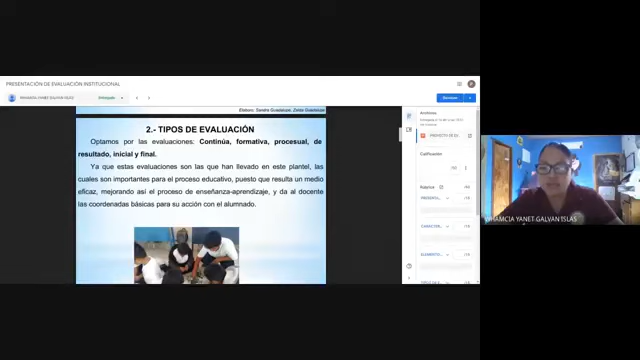 PRESENTACIÓN DE EVALUACIÓN INSTITUCIONAL
Entregado
Devolver
Elaboro: Sandra Guadalupe, Zenia Guadalupe
2.- TIPOS DE EVALUACIÓN
Optamos por las evaluaciones: Continúa, formativa, procesual, de
resultado, inicial y final.
Ya que estas evaluaciones son las que han llevado en este plantel, las
cuales son importantes para el proceso educativo, puesto que resulta un medio
eficaz, mejorando así el proceso de enseñanza-aprendizaje, y da al docente
las coordenadas básicas para su acción con el alumnado.
Archivos
Calificación
Rúbrica
YANET GALVAN ISLAS